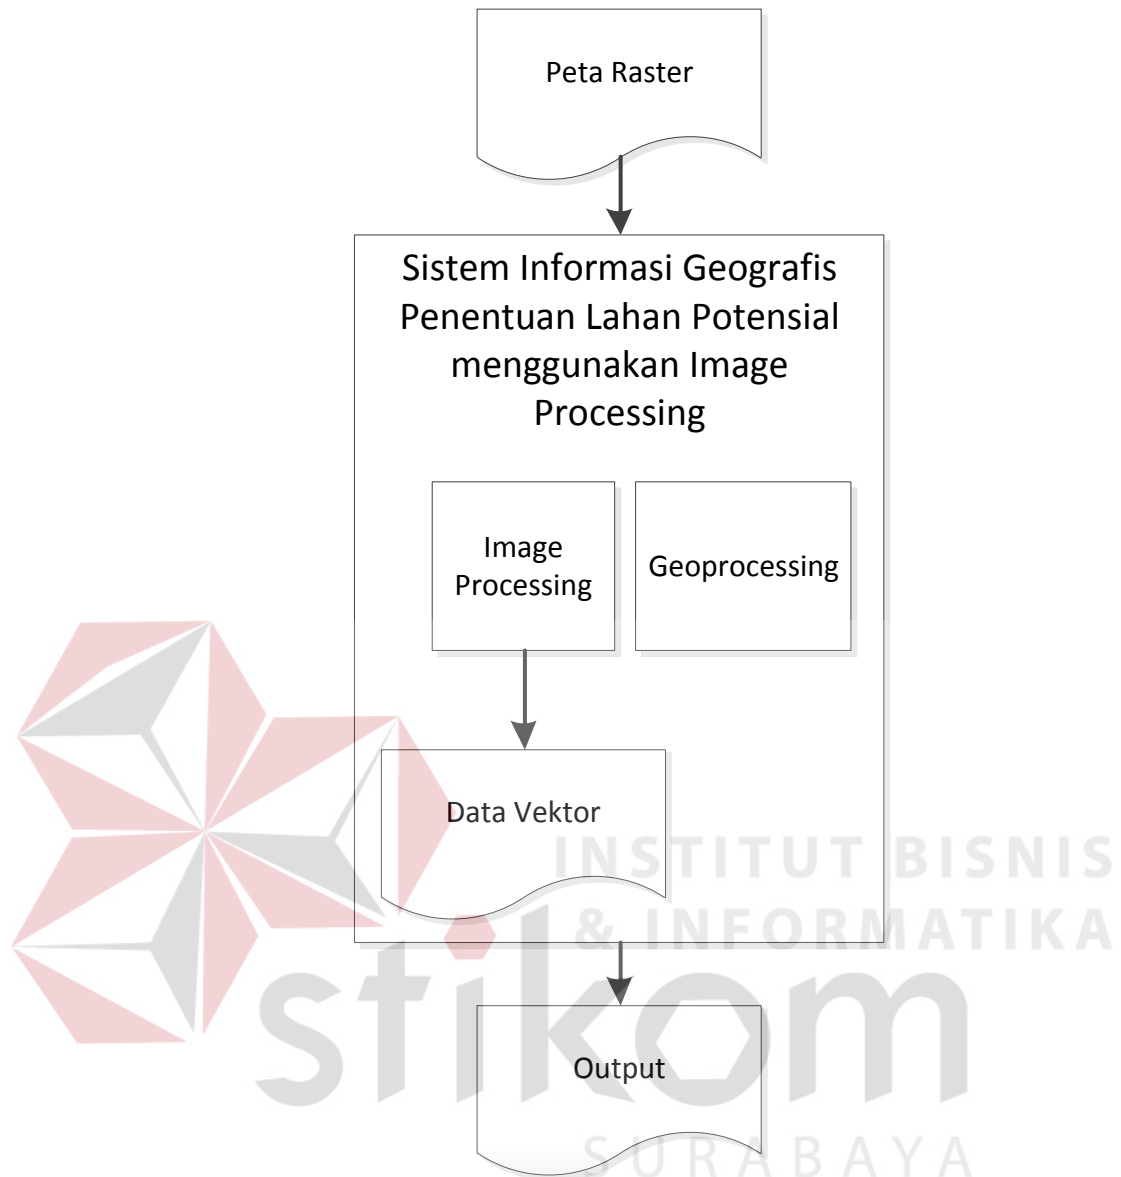 Peta Raster
Sistem Informasi Geografis
Penentuan Lahan Potensial
menggunakan Image
Processing
Image
Processing
Geoprocessing
Data Vektor
INSTITUT BISNIS
& INFORMATIKA
stikom
Output
SURABAYA